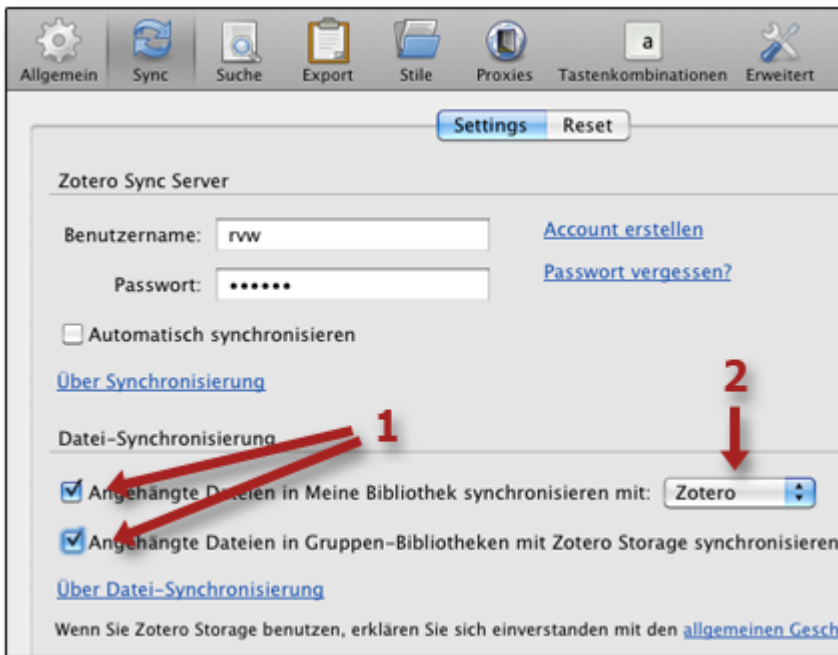 Allgemein Sync Suche Export Stile Proxies a Tastenkombinationen Erweitert
Settings Reset
Zotero Sync Server
Benutzername: rvw Account erstellen
Passwort: •••••• Passwort vergessen?
Automatisch synchronisieren
Über Synchronisierung
2
1
Datei-Synchronisierung
Angehängte Dateien in Meine Bibliothek synchronisieren mit: Zotero
Angehängte Dateien in Gruppen-Bibliotheken mit Zotero Storage synchronisieren
Über Datei-Synchronisierung
Wenn Sie Zotero Storage benutzen, erklären Sie sich einverstanden mit den allgemeinen Gesch